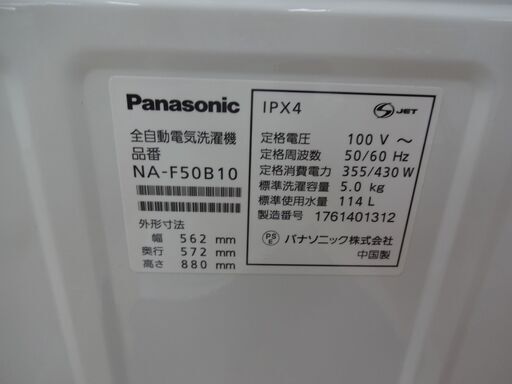 Panasonic
全自動電気洗濯機
品番
NA-F50B10
外形寸法
幅 562 mm
奥行 572 mm
高さ 880 mm
IPX4
S JET
定格電圧 100 V ～
定格周波数 50/60 Hz
定格消費電力 355/430 W
標準洗濯容量 5.0 kg
標準使用水量 114 L
製造番号 1761401312
PS E パナソニック株式会社
中国製